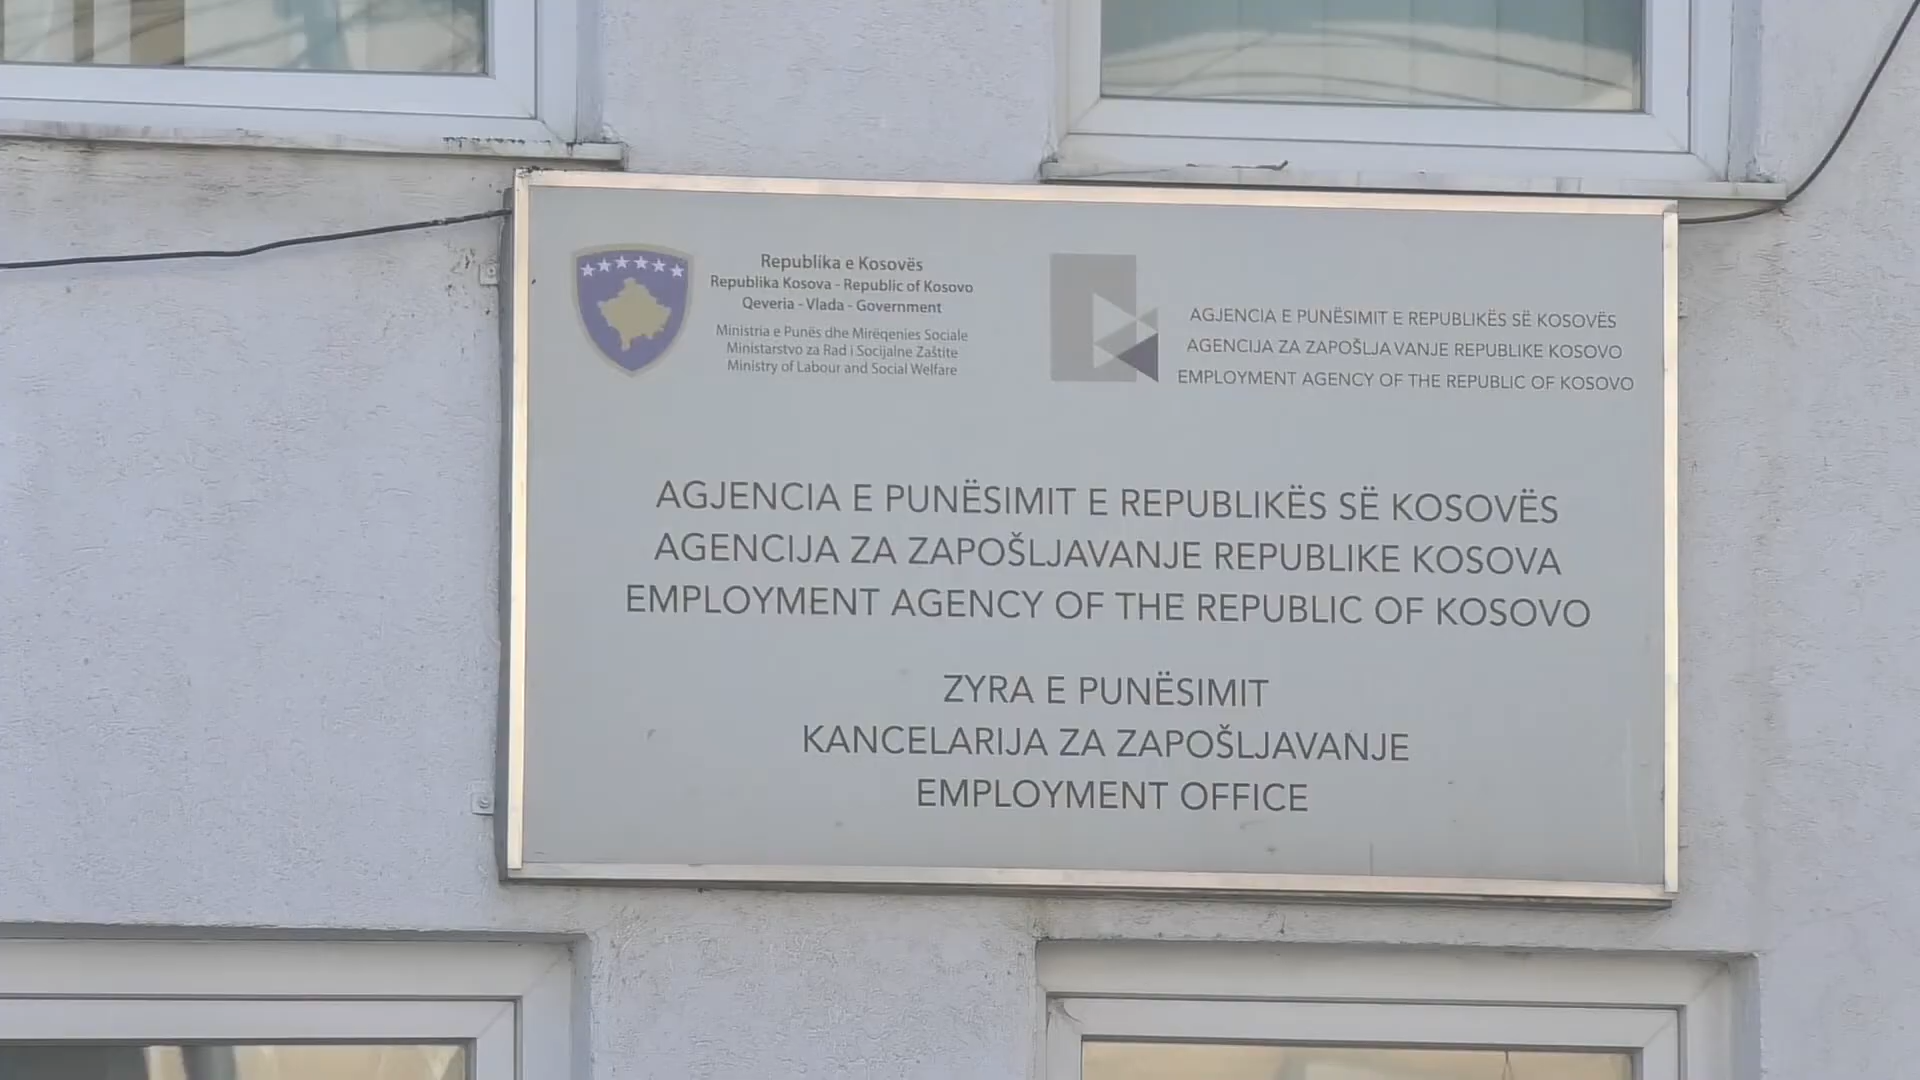 Republika e Kosovës
Republika Kosova - Republic of Kosovo
Qeveria - Vlada - Government
Ministria e Punës dhe Mirëqenies Sociale
Ministarstvo za Rad i Socijalne Zaštite
Ministry of Labour and Social Welfare
AGJENCIA E PUNËSIMIT E REPUBLIKËS SË KOSOVËS
AGENCIJA ZA ZAPOŠLJAVANJE REPUBLIKE KOSOVO
EMPLOYMENT AGENCY OF THE REPUBLIC OF KOSOVO
AGJENCIA E PUNËSIMIT E REPUBLIKËS SË KOSOVËS
AGENCIJA ZA ZAPOŠLJAVANJE REPUBLIKE KOSOVA
EMPLOYMENT AGENCY OF THE REPUBLIC OF KOSOVO
ZYRA E PUNËSIMIT
KANCELARIJA ZA ZAPOŠLJAVANJE
EMPLOYMENT OFFICE